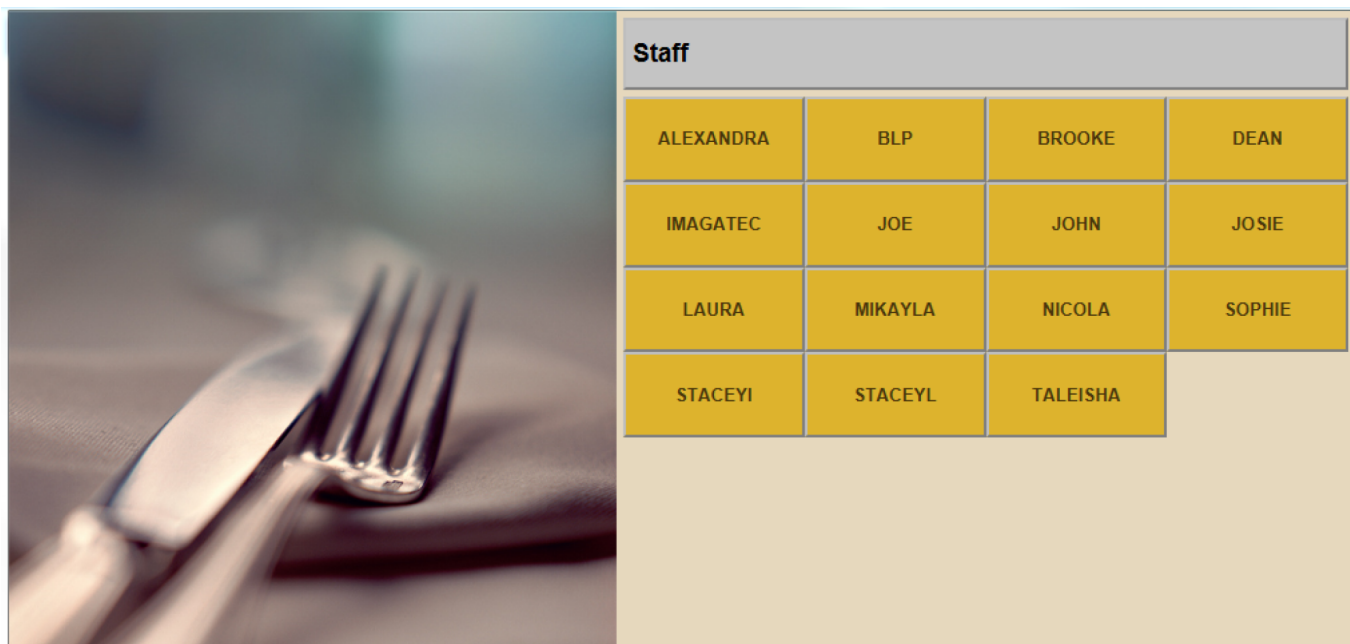 Staff
ALEXANDRA BLP BROOKE DEAN
IMAGATEC JOE JOHN JOSIE
LAURA MIKAYLA NICOLA SOPHIE
STACEYI STACEYL TALEISHA